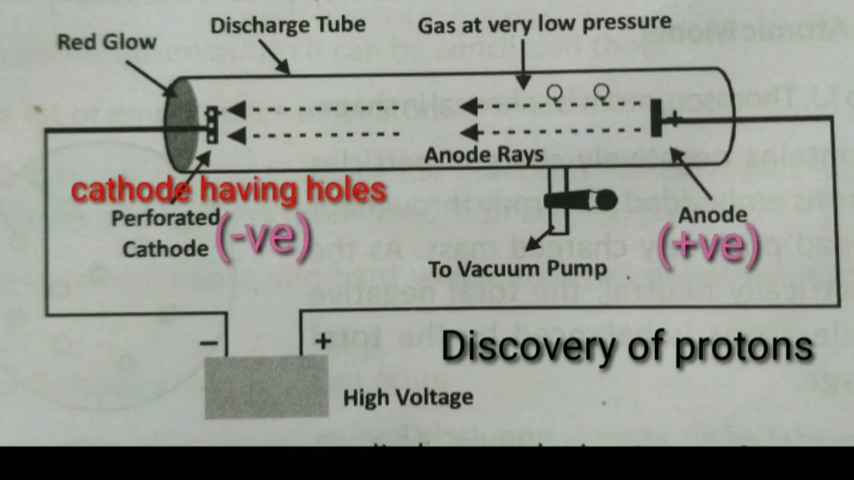 Discharge Tube
Gas at very low pressure
Red Glow
+
Anode Rays
cathode having holes
Perforated
Cathode
(-ve)
Anode
(+ve)
To Vacuum Pump
−
+
Discovery of protons
High Voltage